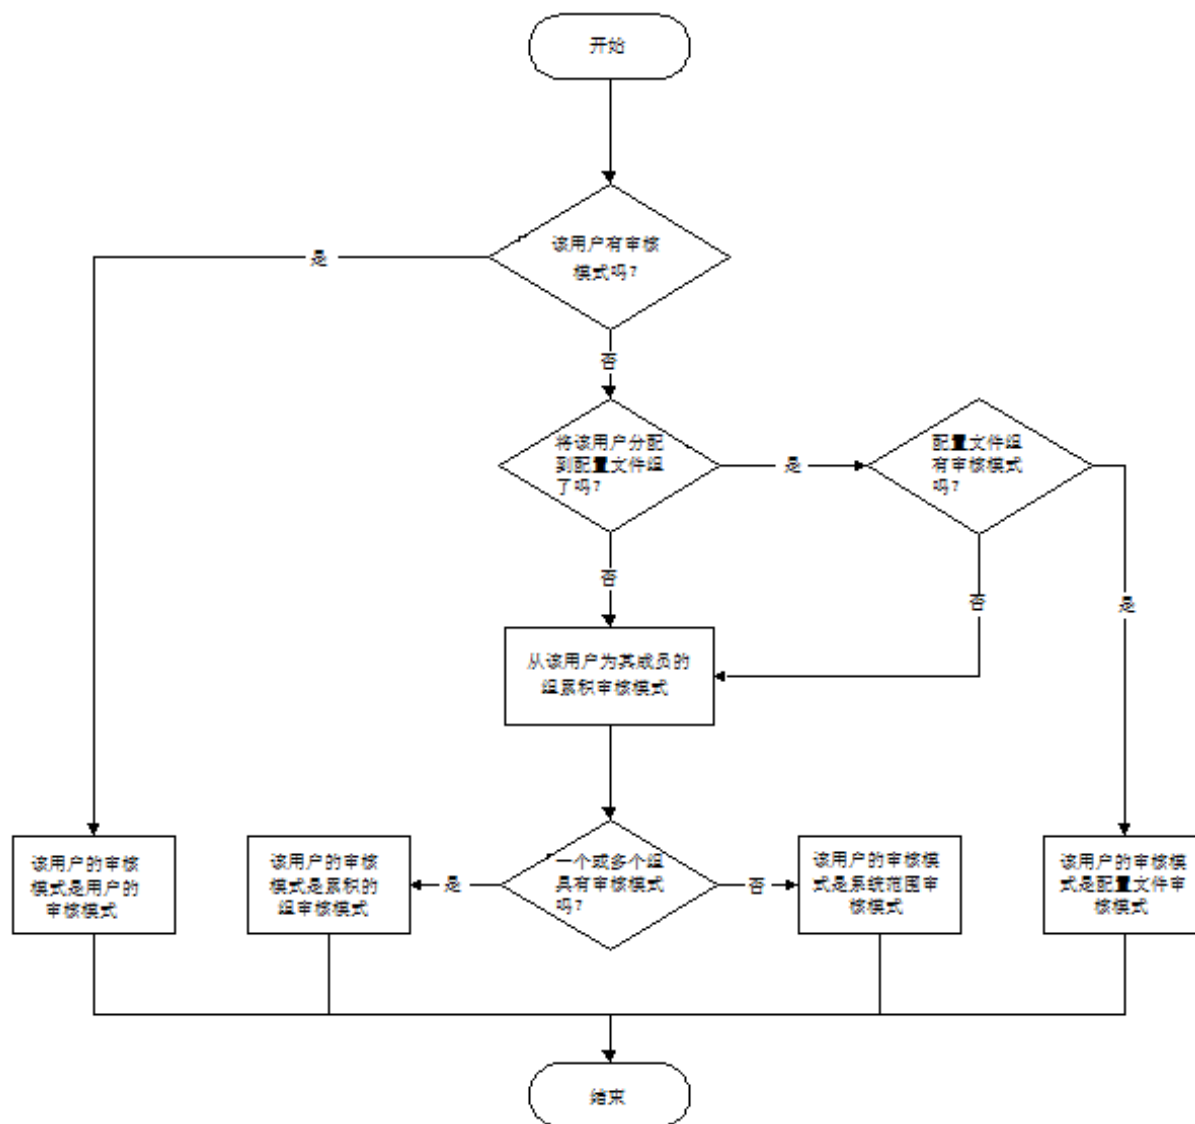 开始
该用户有审核
模式吗?
是
否
将该用户分配
到配置文件组
了吗?
是
配置文件组
有审核模式
吗?
否
否
是
从该用户为其成员的
组累积审核模式
该用户的审核
模式是用户的
审核模式
该用户的审核
模式是累积的
组审核模式
是
一个或多个组
具有审核模式
吗?
否
该用户的审核模
式是系统范围审
核模式
该用户的审核模
式是配置文件审
核模式
结束